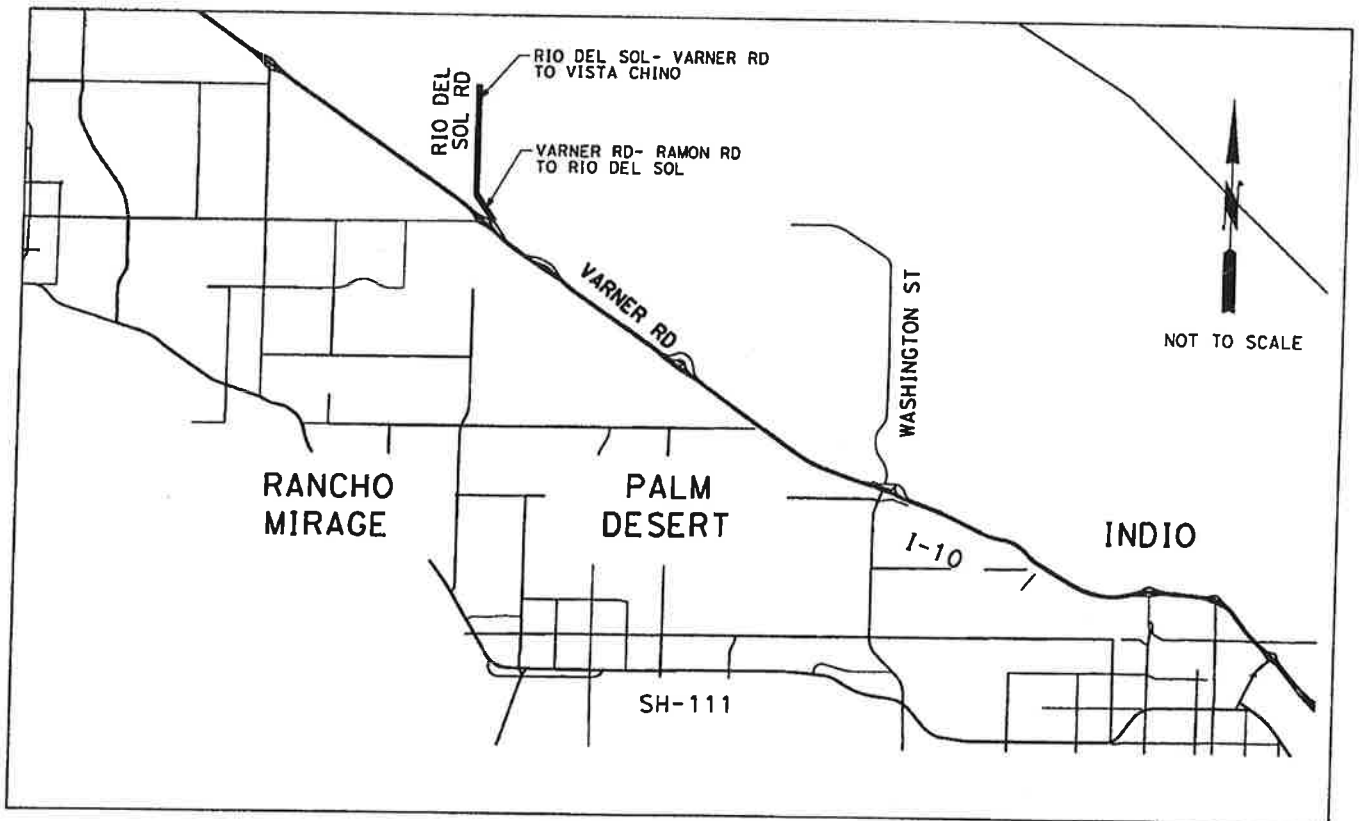 RIO DEL SOL- VARNER RD
TO VISTA CHINO
RIO DEL
SOL RD
VARNER RD- RAMON RD
TO RIO DEL SOL
VARNER RD
WASHINGTON ST
N
NOT TO SCALE
RANCHO
MIRAGE
PALM
DESERT
I-10
INDIO
SH-111